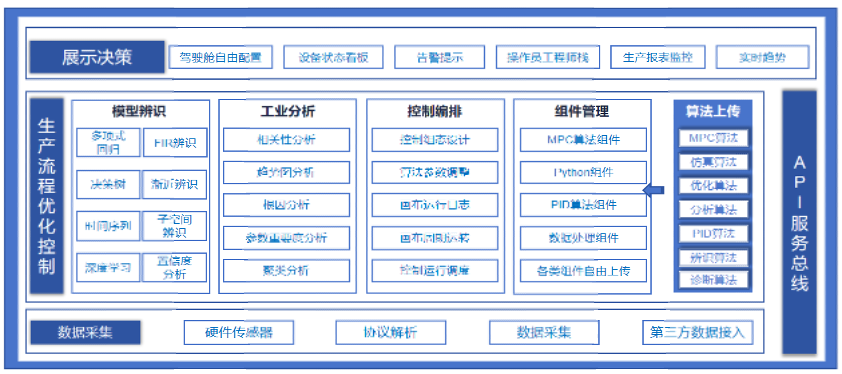 展示决策
驾驶舱自由配置
设备状态看板
告警提示
操作员工程师栈
生产报表监控
实时趋势
生产流程优化控制
模型辨识
多项式
回归
FIR辨识
决策树
渐近辨识
时间序列
子空间
辨识
深度学习
置信度
分析
工业分析
相关性分析
趋势图分析
根因分析
参数重要度分析
聚类分析
控制编排
控制组态设计
算法参数调整
画布运行日志
画布周期运转
控制运行调度
组件管理
MPC算法组件
Python组件
PID算法组件
数据处理组件
各类组件自由上传
算法上传
MPC算法
仿真算法
优化算法
分析算法
PID算法
辨识算法
诊断算法
API服务总线
数据采集
硬件传感器
协议解析
数据采集
第三方数据接入